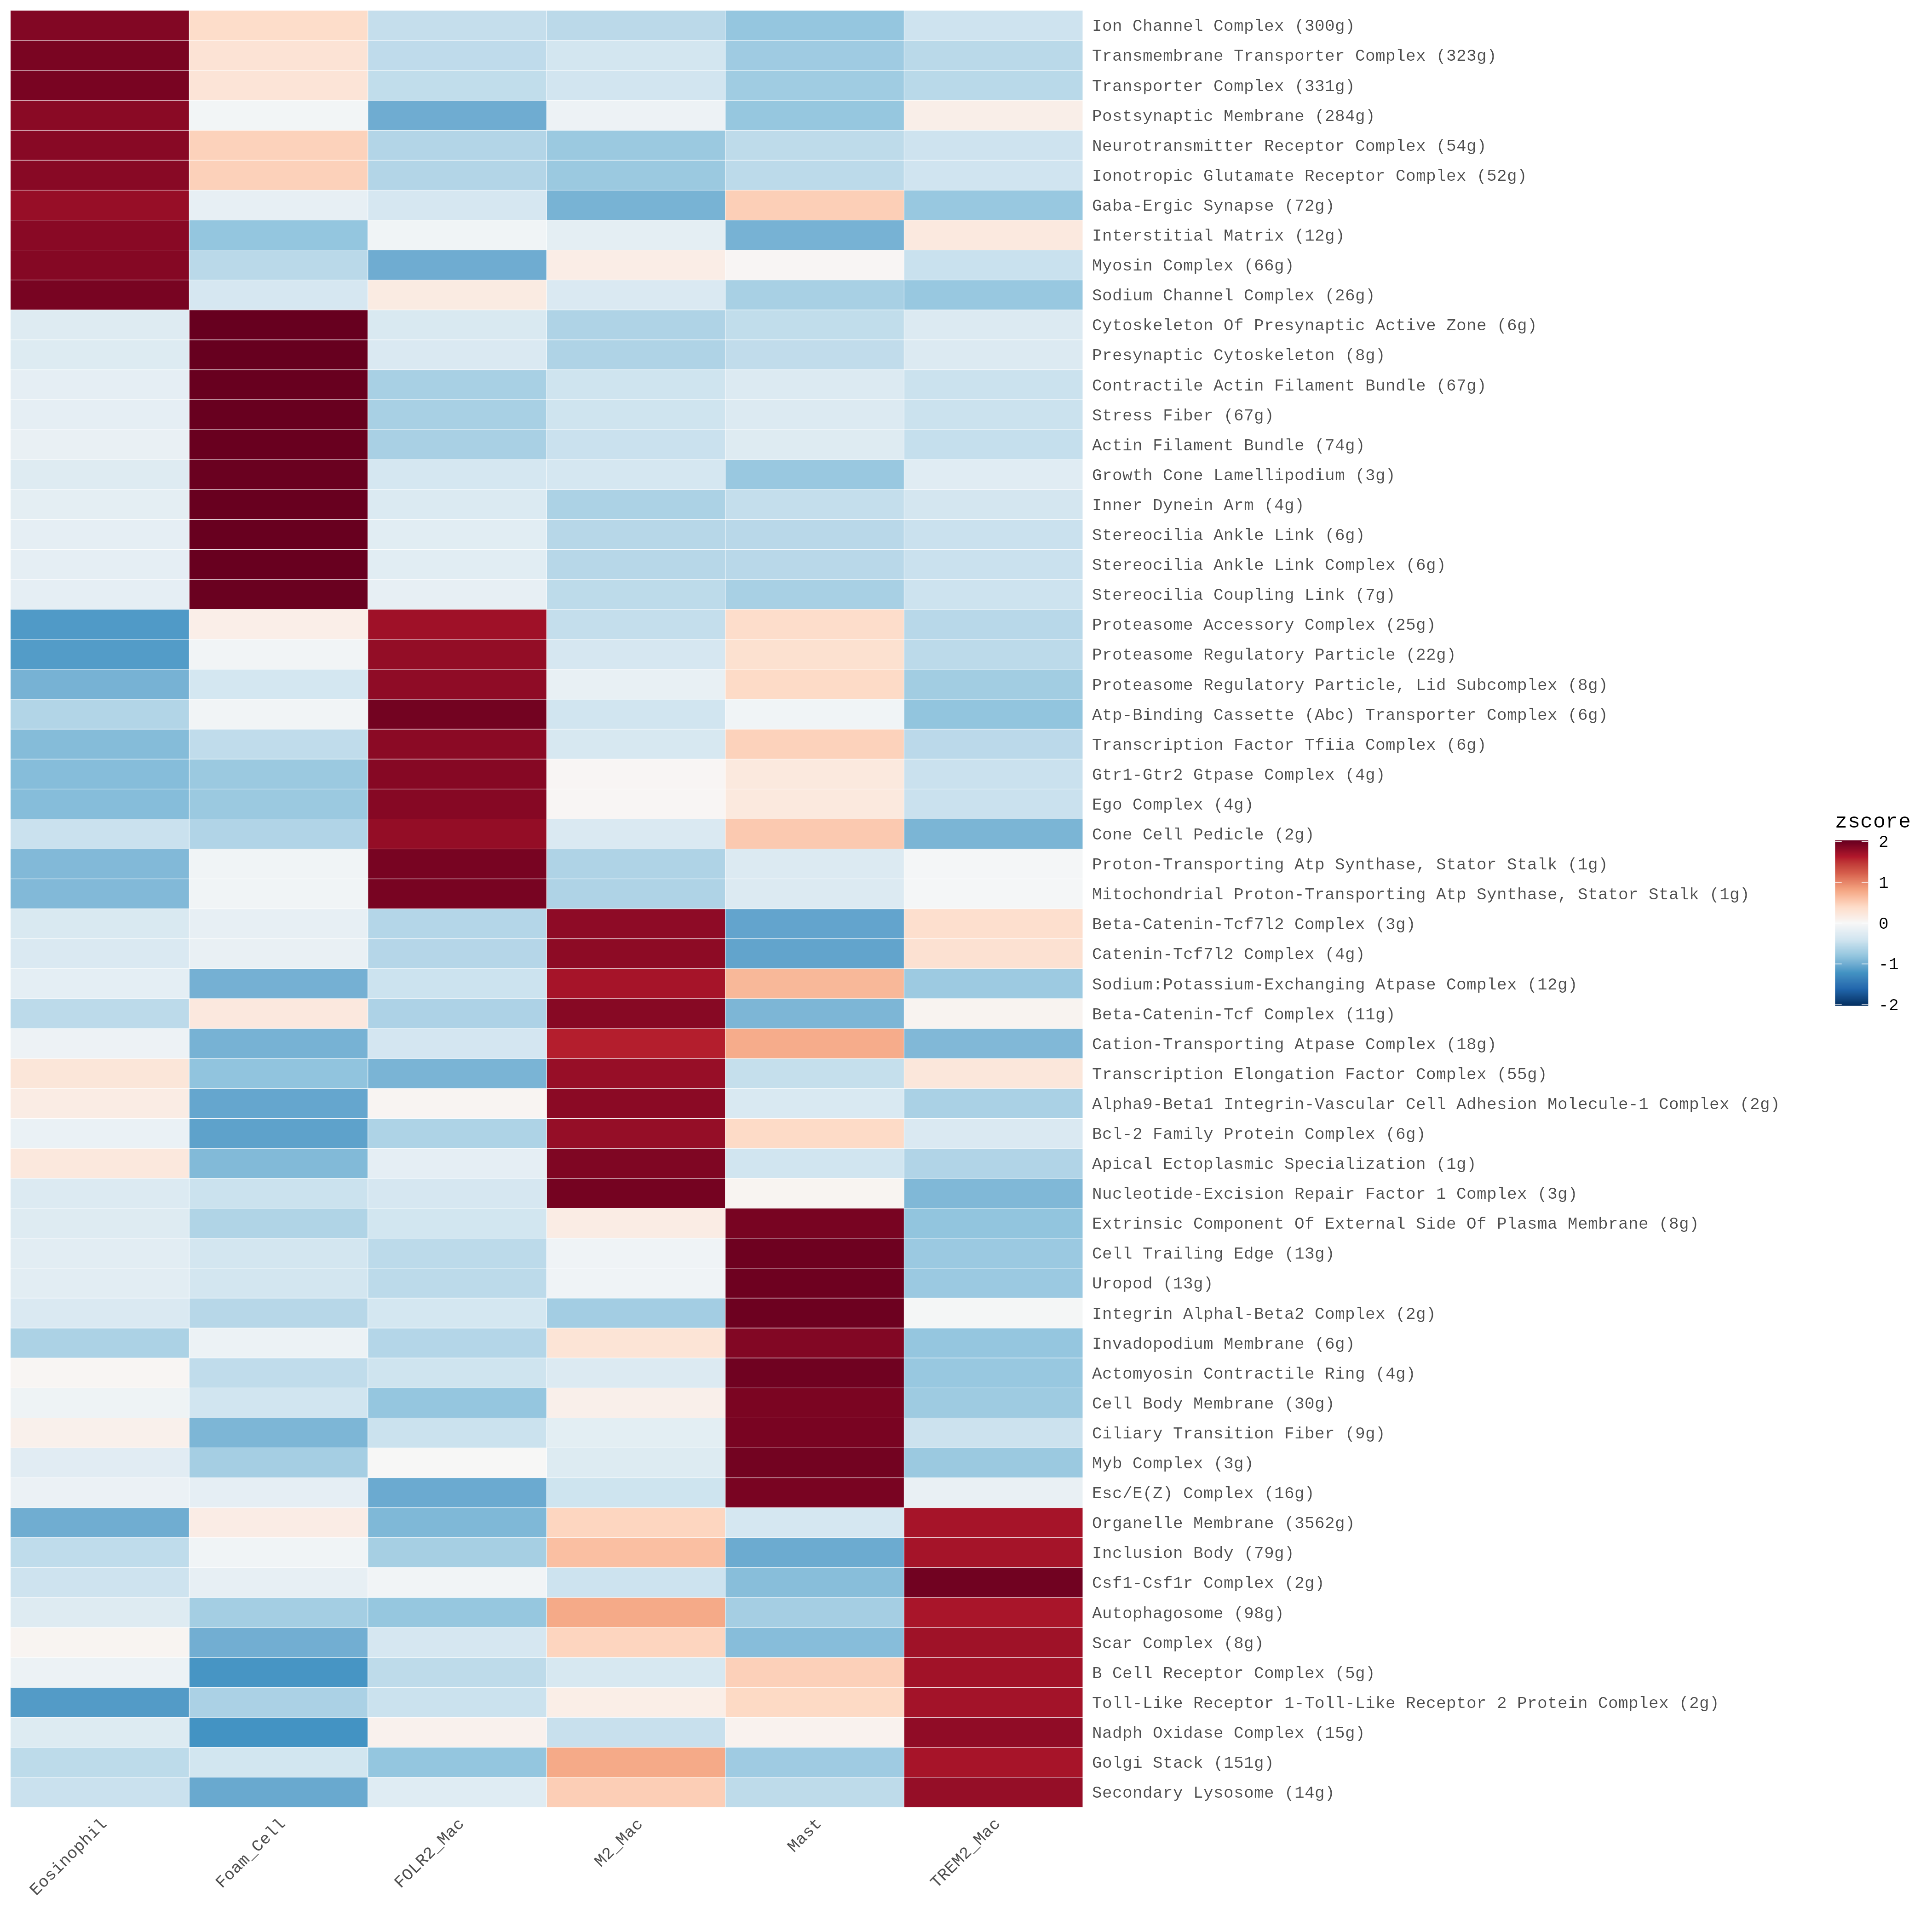 Ion Channel Complex (300g)
Transmembrane Transporter Complex (323g)
Transporter Complex (331g)
Postsynaptic Membrane (284g)
Neurotransmitter Receptor Complex (54g)
Ionotropic Glutamate Receptor Complex (52g)
Gaba-Ergic Synapse (72g)
Interstitial Matrix (12g)
Myosin Complex (66g)
Sodium Channel Complex (26g)
Cytoskeleton Of Presynaptic Active Zone (6g)
Presynaptic Cytoskeleton (8g)
Contractile Actin Filament Bundle (67g)
Stress Fiber (67g)
Actin Filament Bundle (74g)
Growth Cone Lamellipodium (3g)
Inner Dynein Arm (4g)
Stereocilia Ankle Link (6g)
Stereocilia Ankle Link Complex (6g)
Stereocilia Coupling Link (7g)
Proteasome Accessory Complex (25g)
Proteasome Regulatory Particle (22g)
Proteasome Regulatory Particle, Lid Subcomplex (8g)
Atp-Binding Cassette (Abc) Transporter Complex (6g)
Transcription Factor Tfiia Complex (6g)
Gtr1-Gtr2 Gtpase Complex (4g)
Ego Complex (4g)
Cone Cell Pedicle (2g)
Proton-Transporting Atp Synthase, Stator Stalk (1g)
Mitochondrial Proton-Transporting Atp Synthase, Stator Stalk (1g)
Beta-Catenin-Tcf7l2 Complex (3g)
Catenin-Tcf7l2 Complex (4g)
Sodium:Potassium-Exchanging Atpase Complex (12g)
Beta-Catenin-Tcf Complex (11g)
Cation-Transporting Atpase Complex (18g)
Transcription Elongation Factor Complex (55g)
Alpha9-Beta1 Integrin-Vascular Cell Adhesion Molecule-1 Complex (2g)
Bcl-2 Family Protein Complex (6g)
Apical Ectoplasmic Specialization (1g)
Nucleotide-Excision Repair Factor 1 Complex (3g)
Extrinsic Component Of External Side Of Plasma Membrane (8g)
Cell Trailing Edge (13g)
Uropod (13g)
Integrin Alphal-Beta2 Complex (2g)
Invadopodium Membrane (6g)
Actomyosin Contractile Ring (4g)
Cell Body Membrane (30g)
Ciliary Transition Fiber (9g)
Myb Complex (3g)
Esc/E(Z) Complex (16g)
Organelle Membrane (3562g)
Inclusion Body (79g)
Csf1-Csf1r Complex (2g)
Autophagosome (98g)
Scar Complex (8g)
B Cell Receptor Complex (5g)
Toll-Like Receptor 1-Toll-Like Receptor 2 Protein Complex (2g)
Nadph Oxidase Complex (15g)
Golgi Stack (151g)
Secondary Lysosome (14g)
Eosinophil
Foam_Cell
FOLR2_Mac
M2_Mac
Mast
TREM2_Mac
zscore
2
1
0
-1
-2